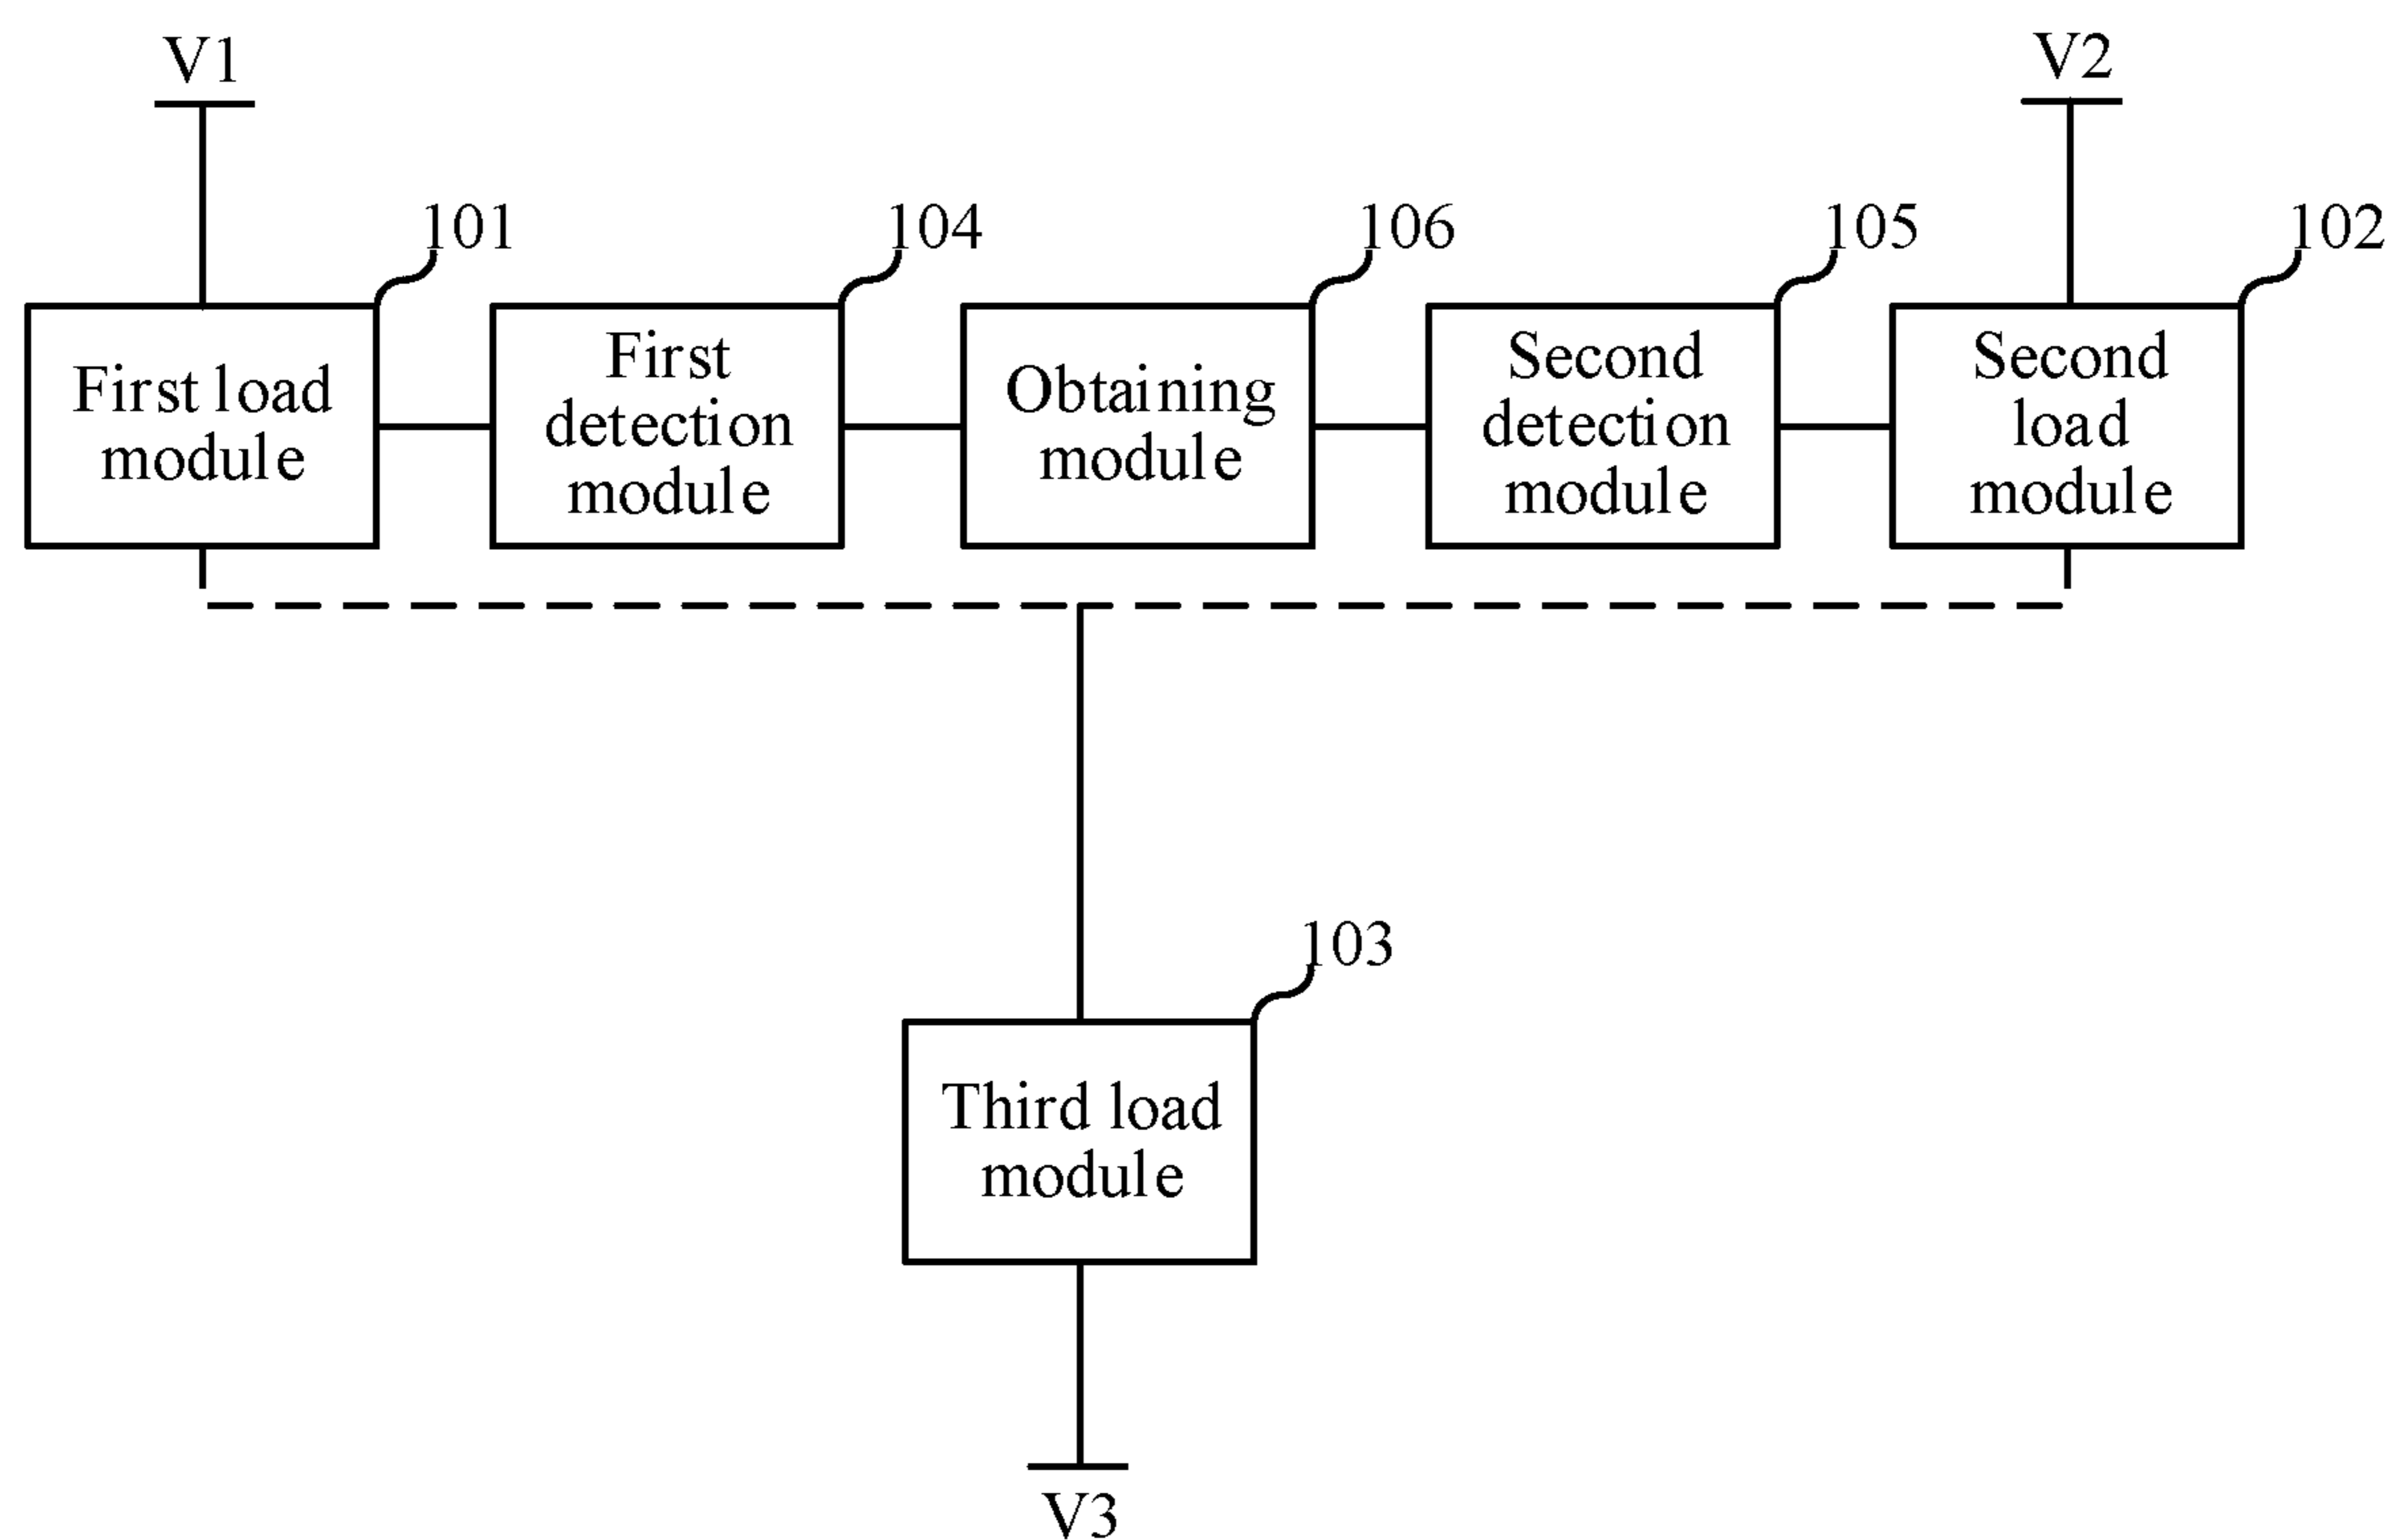 V1
V2
101
104
106
105
102
First load
module
First
detection
module
Obtaining
module
Second
detection
module
Second
load
module
103
Third load
module
V3